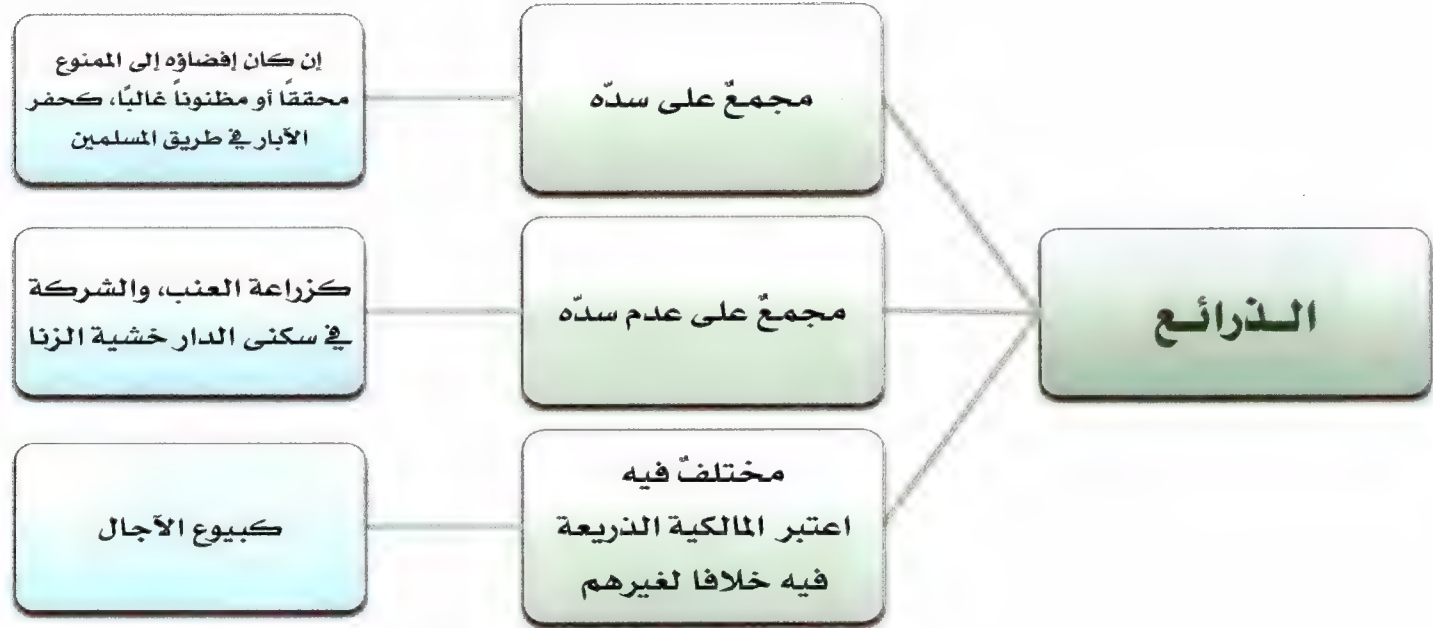 الذرائع
مجمعٌ على سدّه
إن كان إفضاؤه إلى الممنوع
محققاً أو مظنوناً غالبًا، كحفر
الآبار في طريق المسلمين
مجمعٌ على عدم سدّه
كزراعة العنب، والشركة
في سكنى الدار خشية الزنا
مختلفٌ فيه
اعتبر المالكية الذريعة
فيه خلافا لغيرهم
كبيوع الآجال